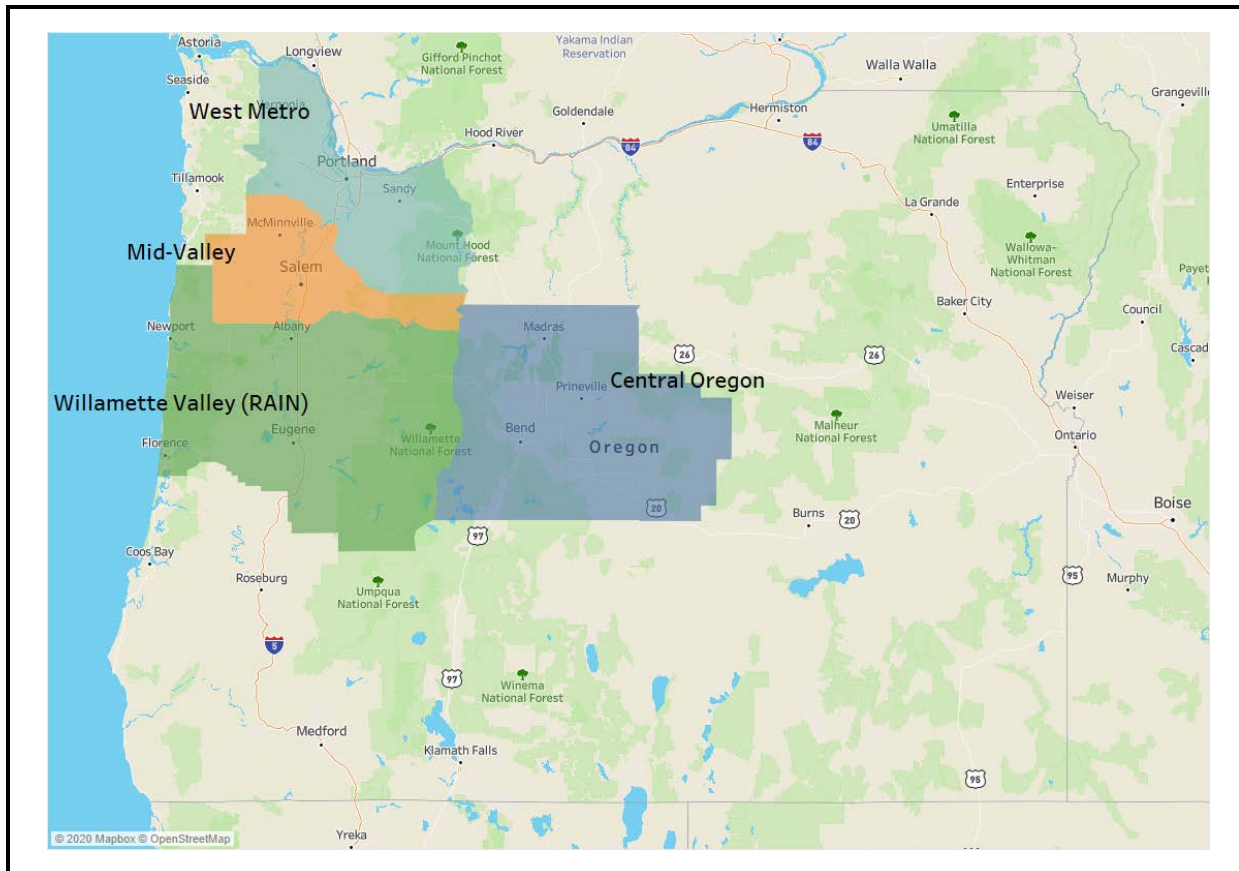 Astoria
Longview
Gifford Pinchot
National Forest
Yakama Indian
Reservation
Walla Walla
Seaside
Vernonia
West Metro
Goldendale
Hermiston
Grangeville
Umatilla
National Forest
Hood River
84
84
Portland
Tillamook
Sandy
Enterprise
La Grande
McMinnville
Mount Hood
National Forest
Wallowa-
Whitman
National Forest
Mid-Valley
Salem
Payet
Baker City
Council
Newport
Albany
Madras
26
26
Cascad
Prineville
Central Oregon
Weiser
Willamette Valley (RAIN)
Eugene
Willamette
National Forest
Bend
Malheur
National Forest
Florence
Oregon
Ontario
20
Burns
20
Boise
97
Coos Bay
Roseburg
Umpqua
National Forest
95
Murphy
5
97
Winema
National Forest
Medford
Klamath Falls
95
© 2020 Mapbox © OpenStreetMap
Yreka